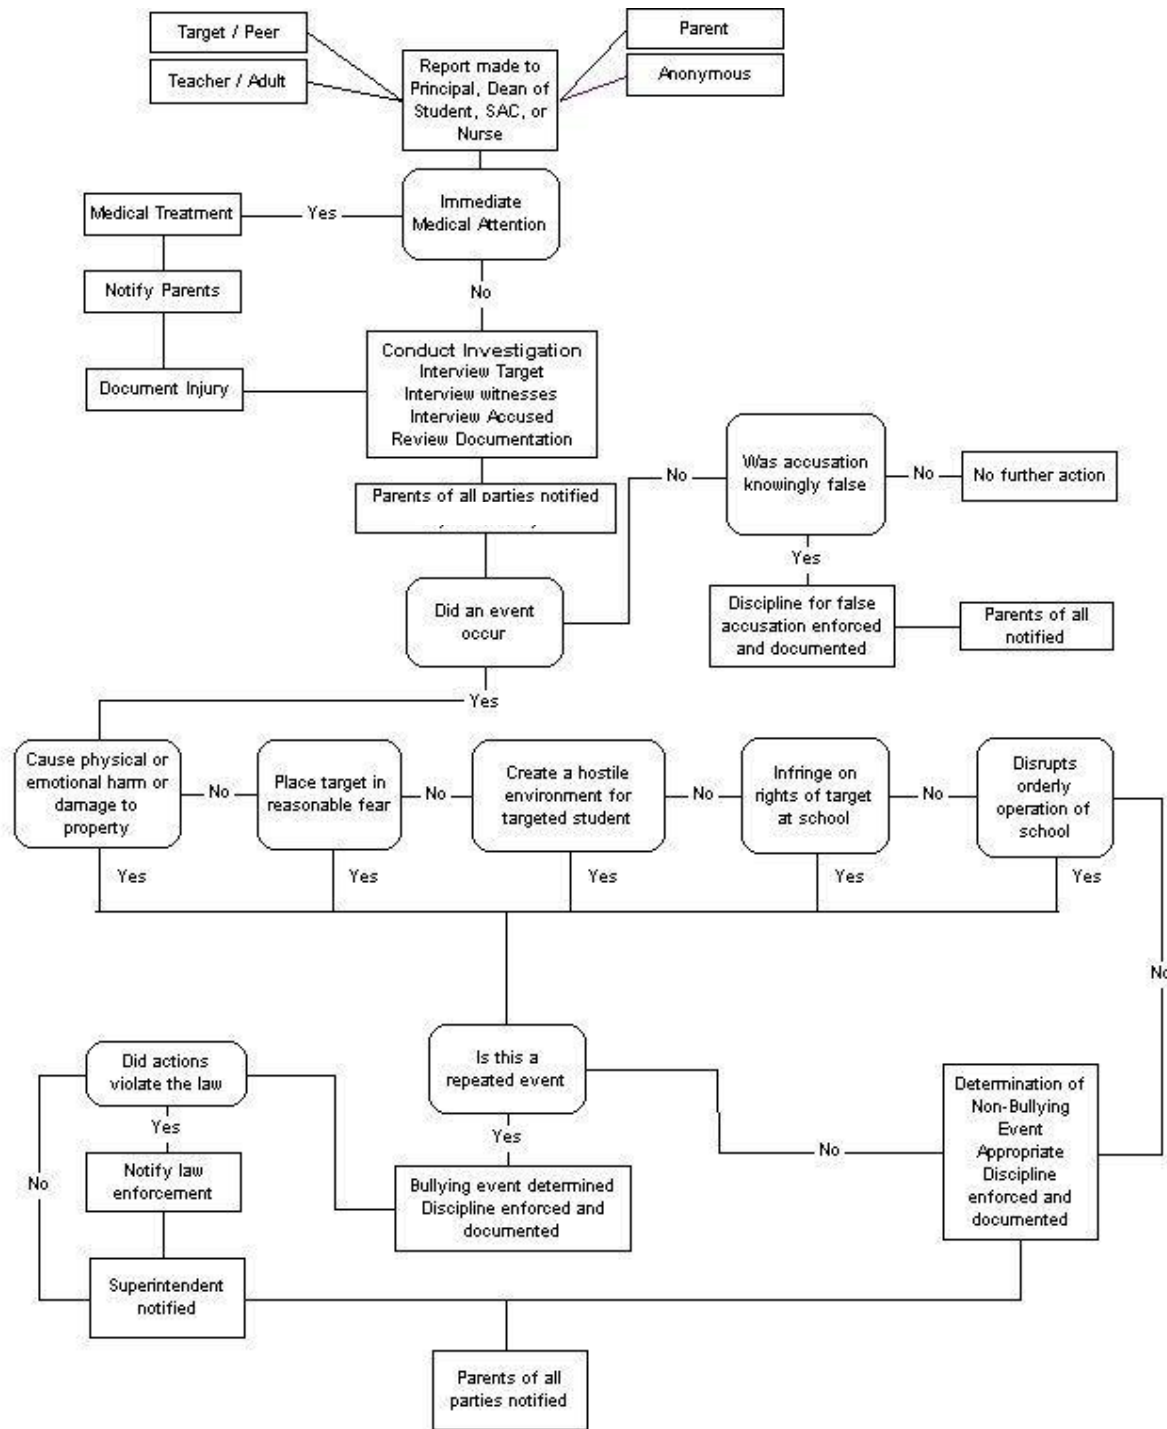 Target / Peer
Teacher / Adult
Report made to
Principal, Dean of
Student, SAC, or
Nurse
Parent
Anonymous
Immediate
Medical Attention
Yes
Medical Treatment
Notify Parents
Document Injury
No
Conduct Investigation
Interview Target
Interview witnesses
Interview Accused
Review Documentation
Parents of all parties notified
Did an event
occur
No
Was accusation
knowingly false
No
No further action
Yes
Discipline for false
accusation enforced
and documented
Parents of all
notified
Yes
Cause physical or
emotional harm or
damage to
property
No
Place target in
reasonable fear
No
Create a hostile
environment for
targeted student
No
Infringe on
rights of target
at school
No
Disrupts
orderly
operation of
school
Yes
Yes
Yes
Yes
Yes
No
Is this a
repeated event
Yes
No
Determination of
Non-Bullying
Event
Appropriate
Discipline
enforced and
documented
Bullying event determined
Discipline enforced and
documented
Did actions
violate the law
Yes
No
Notify law
enforcement
Superintendent
notified
Parents of all
parties notified